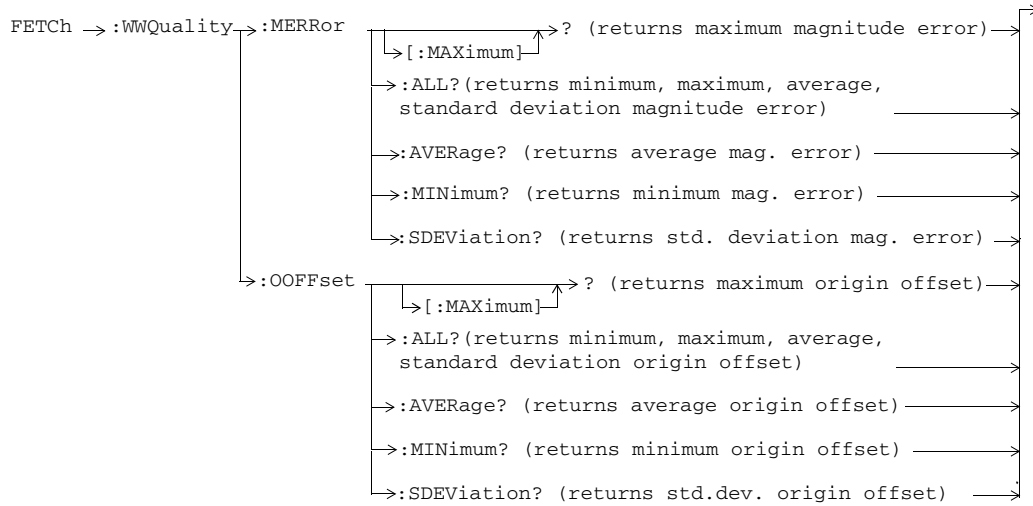 FETCh :WWQuality :MERRor ? (returns maximum magnitude error)
[:MAXimum]
:ALL?(returns minimum, maximum, average,
standard deviation magnitude error)
:AVERage? (returns average mag. error)
:MINimum? (returns minimum mag. error)
:SDEViation? (returns std. deviation mag. error)
:OOFFset ? (returns maximum origin offset)
[:MAXimum]
:ALL?(returns minimum, maximum, average,
standard deviation origin offset)
:AVERage? (returns average origin offset)
:MINimum? (returns minimum origin offset)
:SDEViation? (returns std.dev. origin offset)